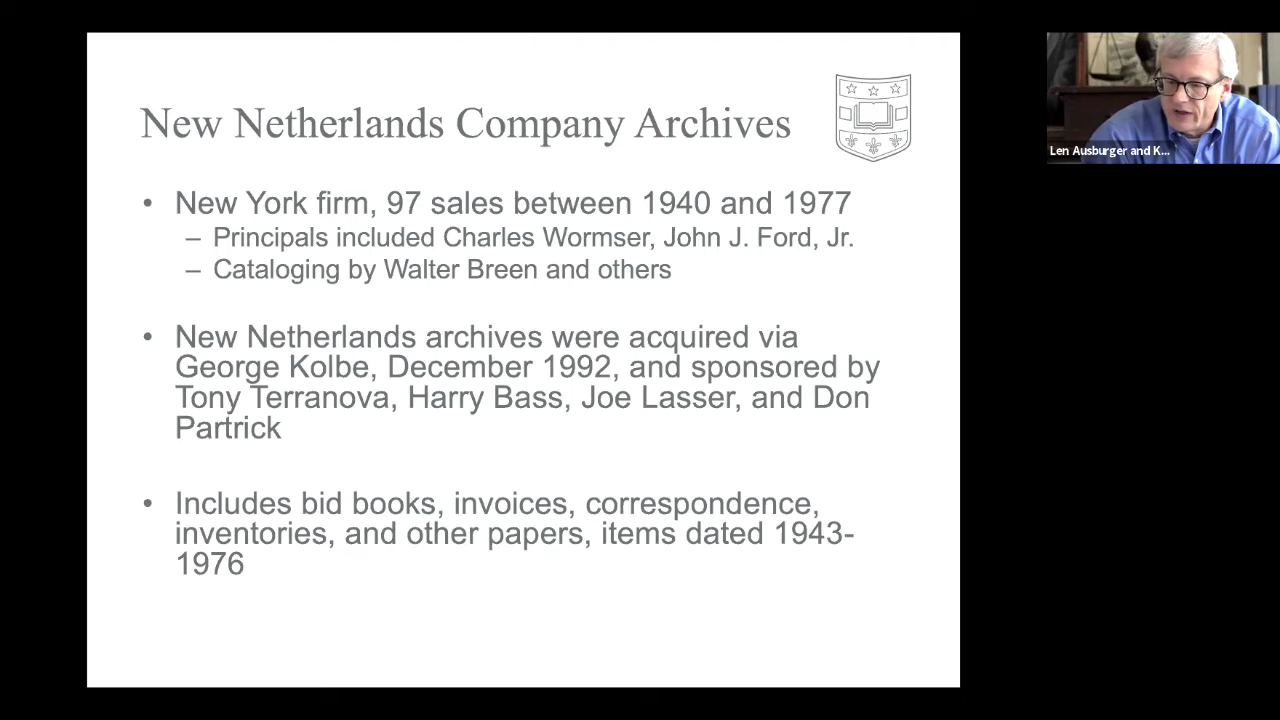 New Netherlands Company Archives
• New York firm, 97 sales between 1940 and 1977
– Principals included Charles Wormser, John J. Ford, Jr.
– Cataloging by Walter Breen and others
• New Netherlands archives were acquired via
George Kolbe, December 1992, and sponsored by
Tony Terranova, Harry Bass, Joe Lasser, and Don
Partrick
• Includes bid books, invoices, correspondence,
inventories, and other papers, items dated 1943-
1976
Len Ausburger and K...